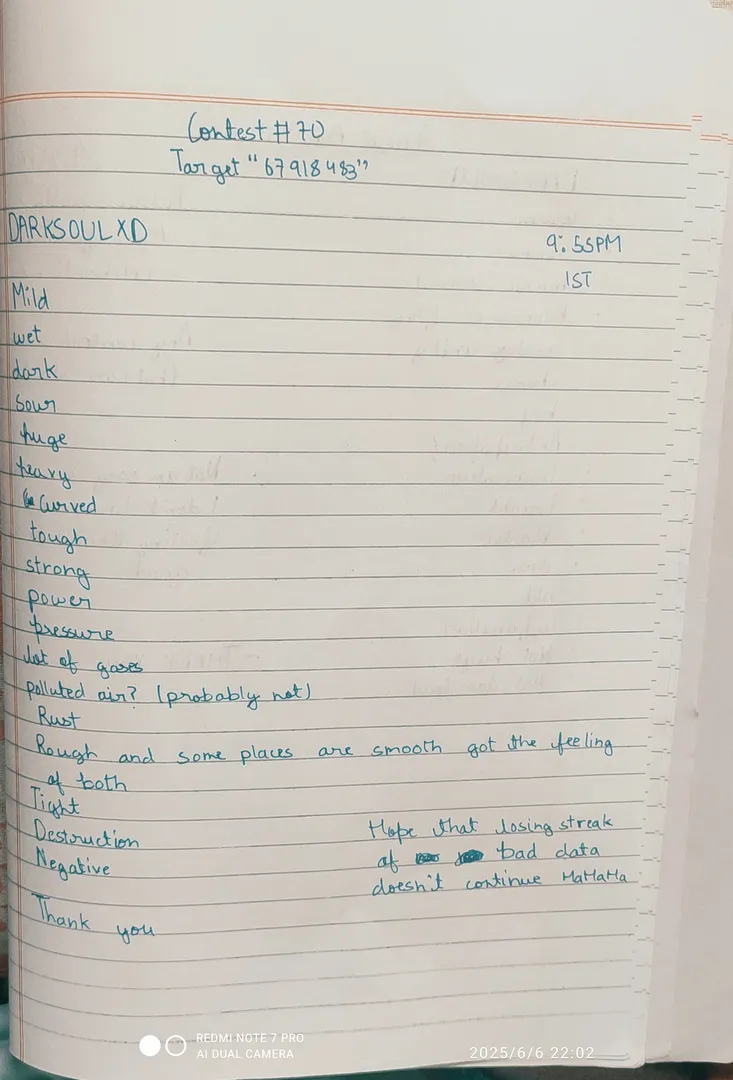 Contest # 70
Target "67918483"
DARKSOULXD
9:55PM
IST
Mild
wet
dark
Sour
huge
heavy
Curved
tough
strong
power
pressure
lot of gases
polluted air? (probably not)
Rust
Rough and some places are smooth got the feeling
of both
Tight
Destruction
Negative
Hope that losing streak
of bad data
doesn't continue HaHaHa
Thank you
REDMI NOTE 7 PRO
AI DUAL CAMERA
2025/6/6 22:02